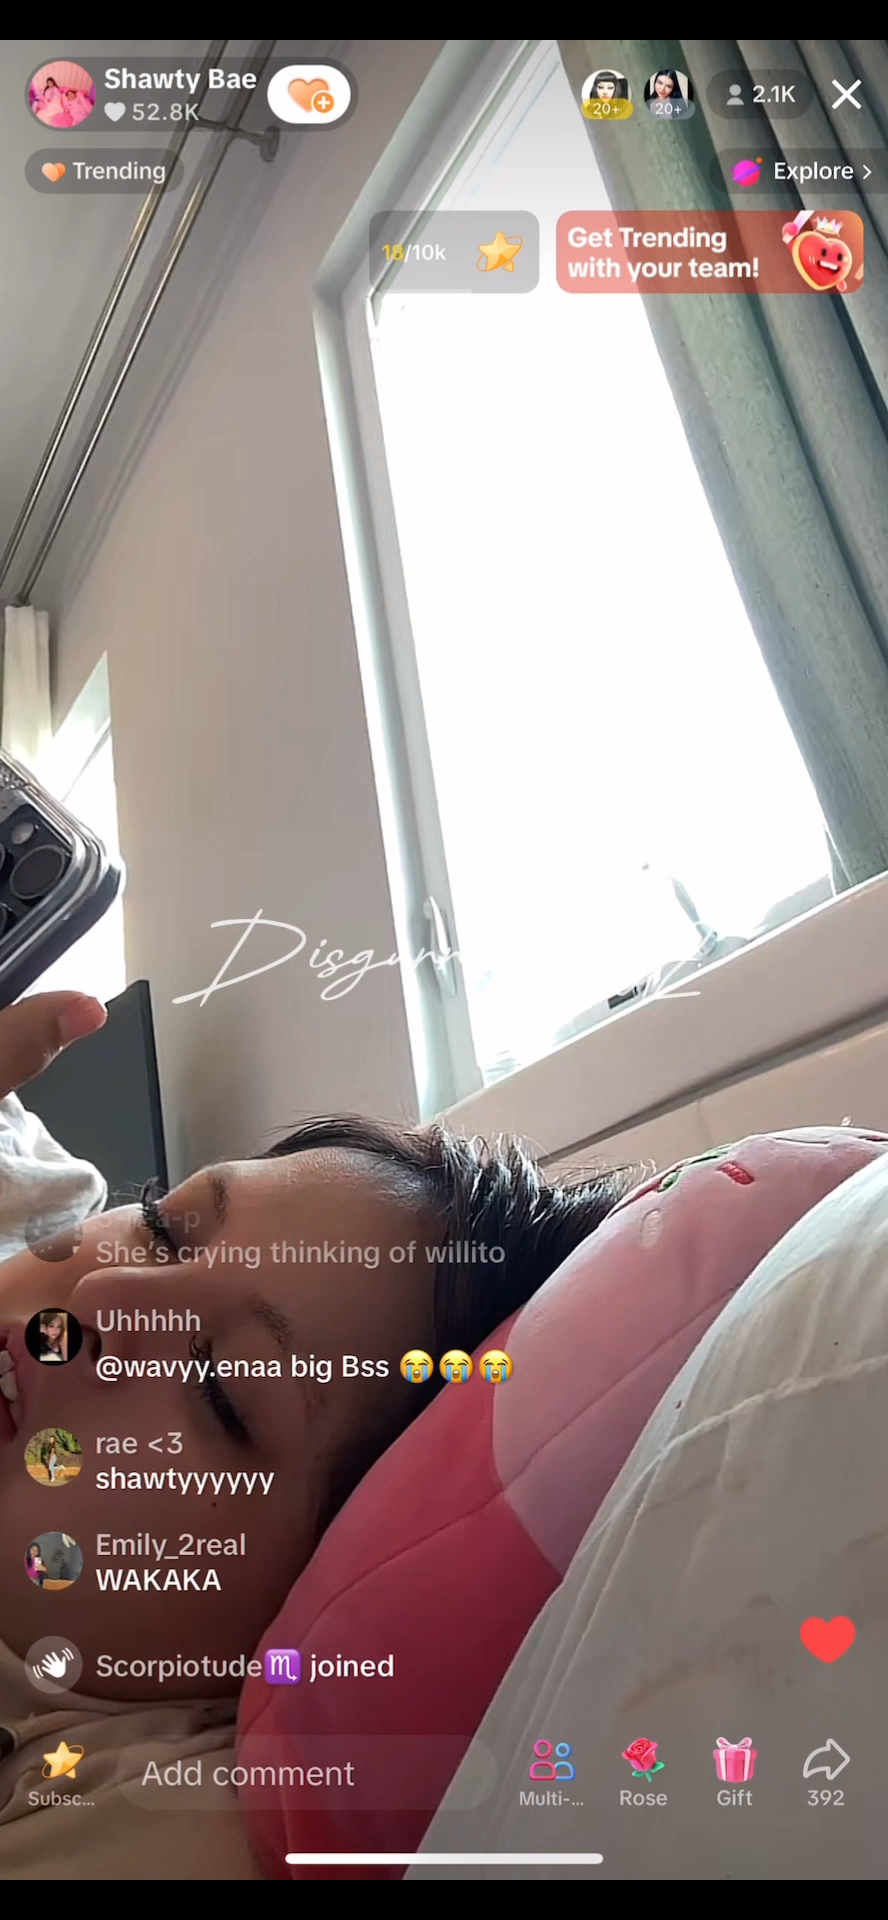 Shawty Bae
52.8K
20+
20+
2.1K
Trending
Explore >
18/10k
Get Trending
with your team!
She's crying thinking of willito
Uhhhhh
@wavyy.enaa big Bss 😭😭😭
rae <3
shawtyyyyyy
Emily_2real
WAKAKA
Scorpiotude♏ joined
Subsc...
Add comment
Multi-...
Rose
Gift
392